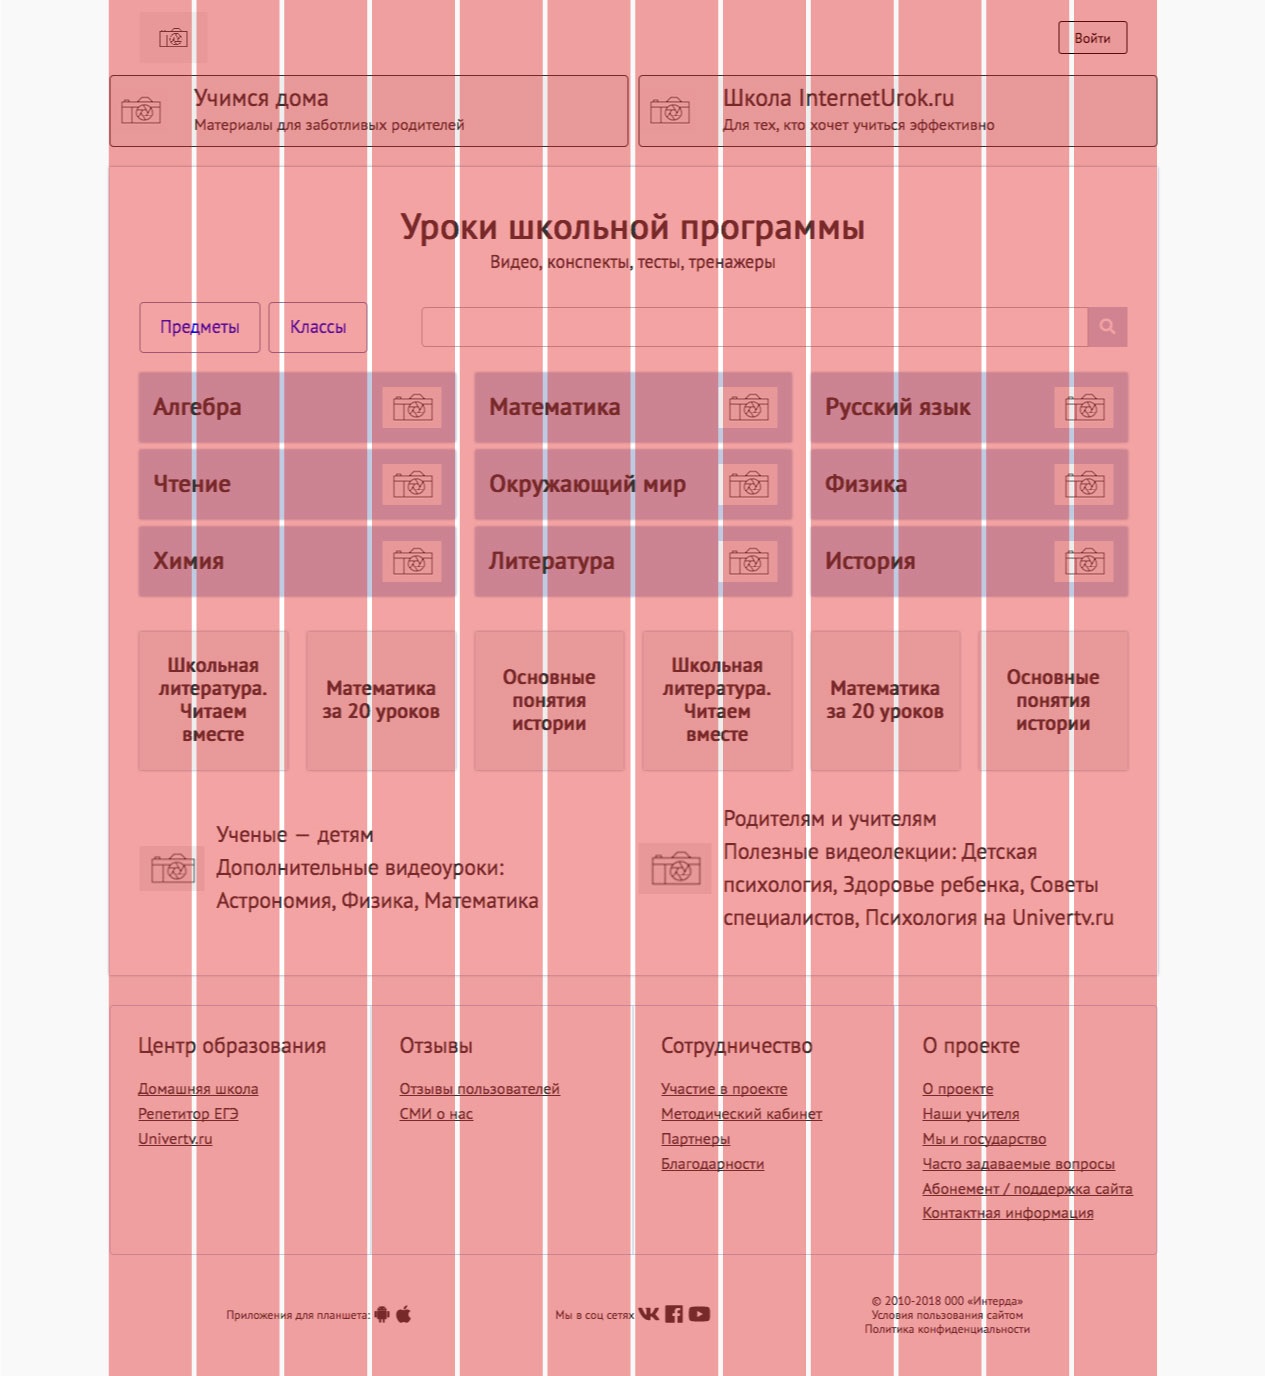 Войти
Учимся дома
Материалы для заботливых родителей
Школа InternetUrok.ru
Для тех, кто хочет учиться эффективно
Уроки школьной программы
Видео, конспекты, тесты, тренажеры
Предметы
Классы
Алгебра
Математика
Русский язык
Чтение
Окружающий мир
Физика
Химия
Литература
История
Школьная
литература.
Читаем
вместе
Математика
за 20 уроков
Основные
понятия
истории
Школьная
литература.
Читаем
вместе
Математика
за 20 уроков
Основные
понятия
истории
Ученые — детям
Дополнительные видеоуроки:
Астрономия, Физика, Математика
Родителям и учителям
Полезные видеолекции: Детская
психология, Здоровье ребенка, Советы
специалистов, Психология на Univertv.ru
Центр образования
Домашняя школа
Репетитор ЕГЭ
Univertv.ru
Отзывы
Отзывы пользователей
СМИ о нас
Сотрудничество
Участие в проекте
Методический кабинет
Партнеры
Благодарности
О проекте
О проекте
Наши учителя
Мы и государство
Часто задаваемые вопросы
Абонемент / поддержка сайта
Контактная информация
Приложения для планшета:
Мы в соц сетях
© 2010-2018 ООО «Интерда»
Условия пользования сайтом
Политика конфиденциальности